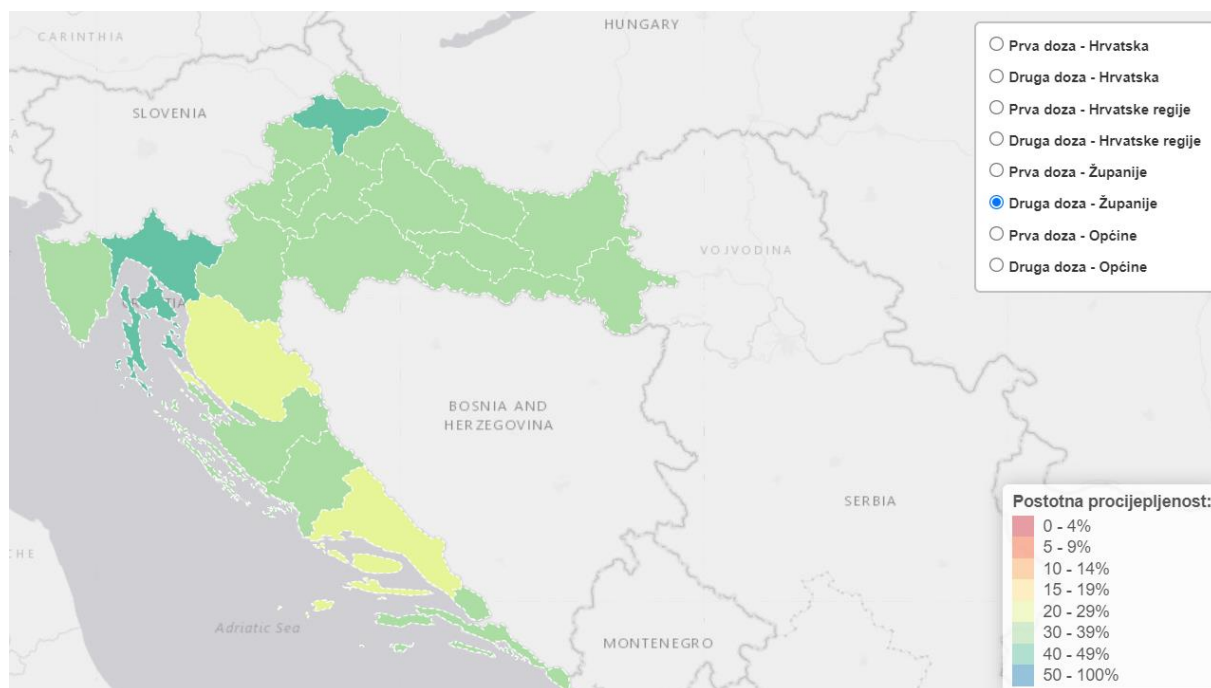 CARINTHIA
HUNGARY
SLOVENIA
VOJVODINA
BOSNIA AND
HERZEGOVINA
SERBIA
Adriatic Sea
MONTENEGRO
Prva doza - Hrvatska
Druga doza - Hrvatska
Prva doza - Hrvatske regije
Druga doza - Hrvatske regije
Prva doza - Županije
Druga doza - Županije
Prva doza - Općine
Druga doza - Općine
Postotna procijepljenost:
0 - 4%
5 - 9%
10 - 14%
15 - 19%
20 - 29%
30 - 39%
40 - 49%
50 - 100%